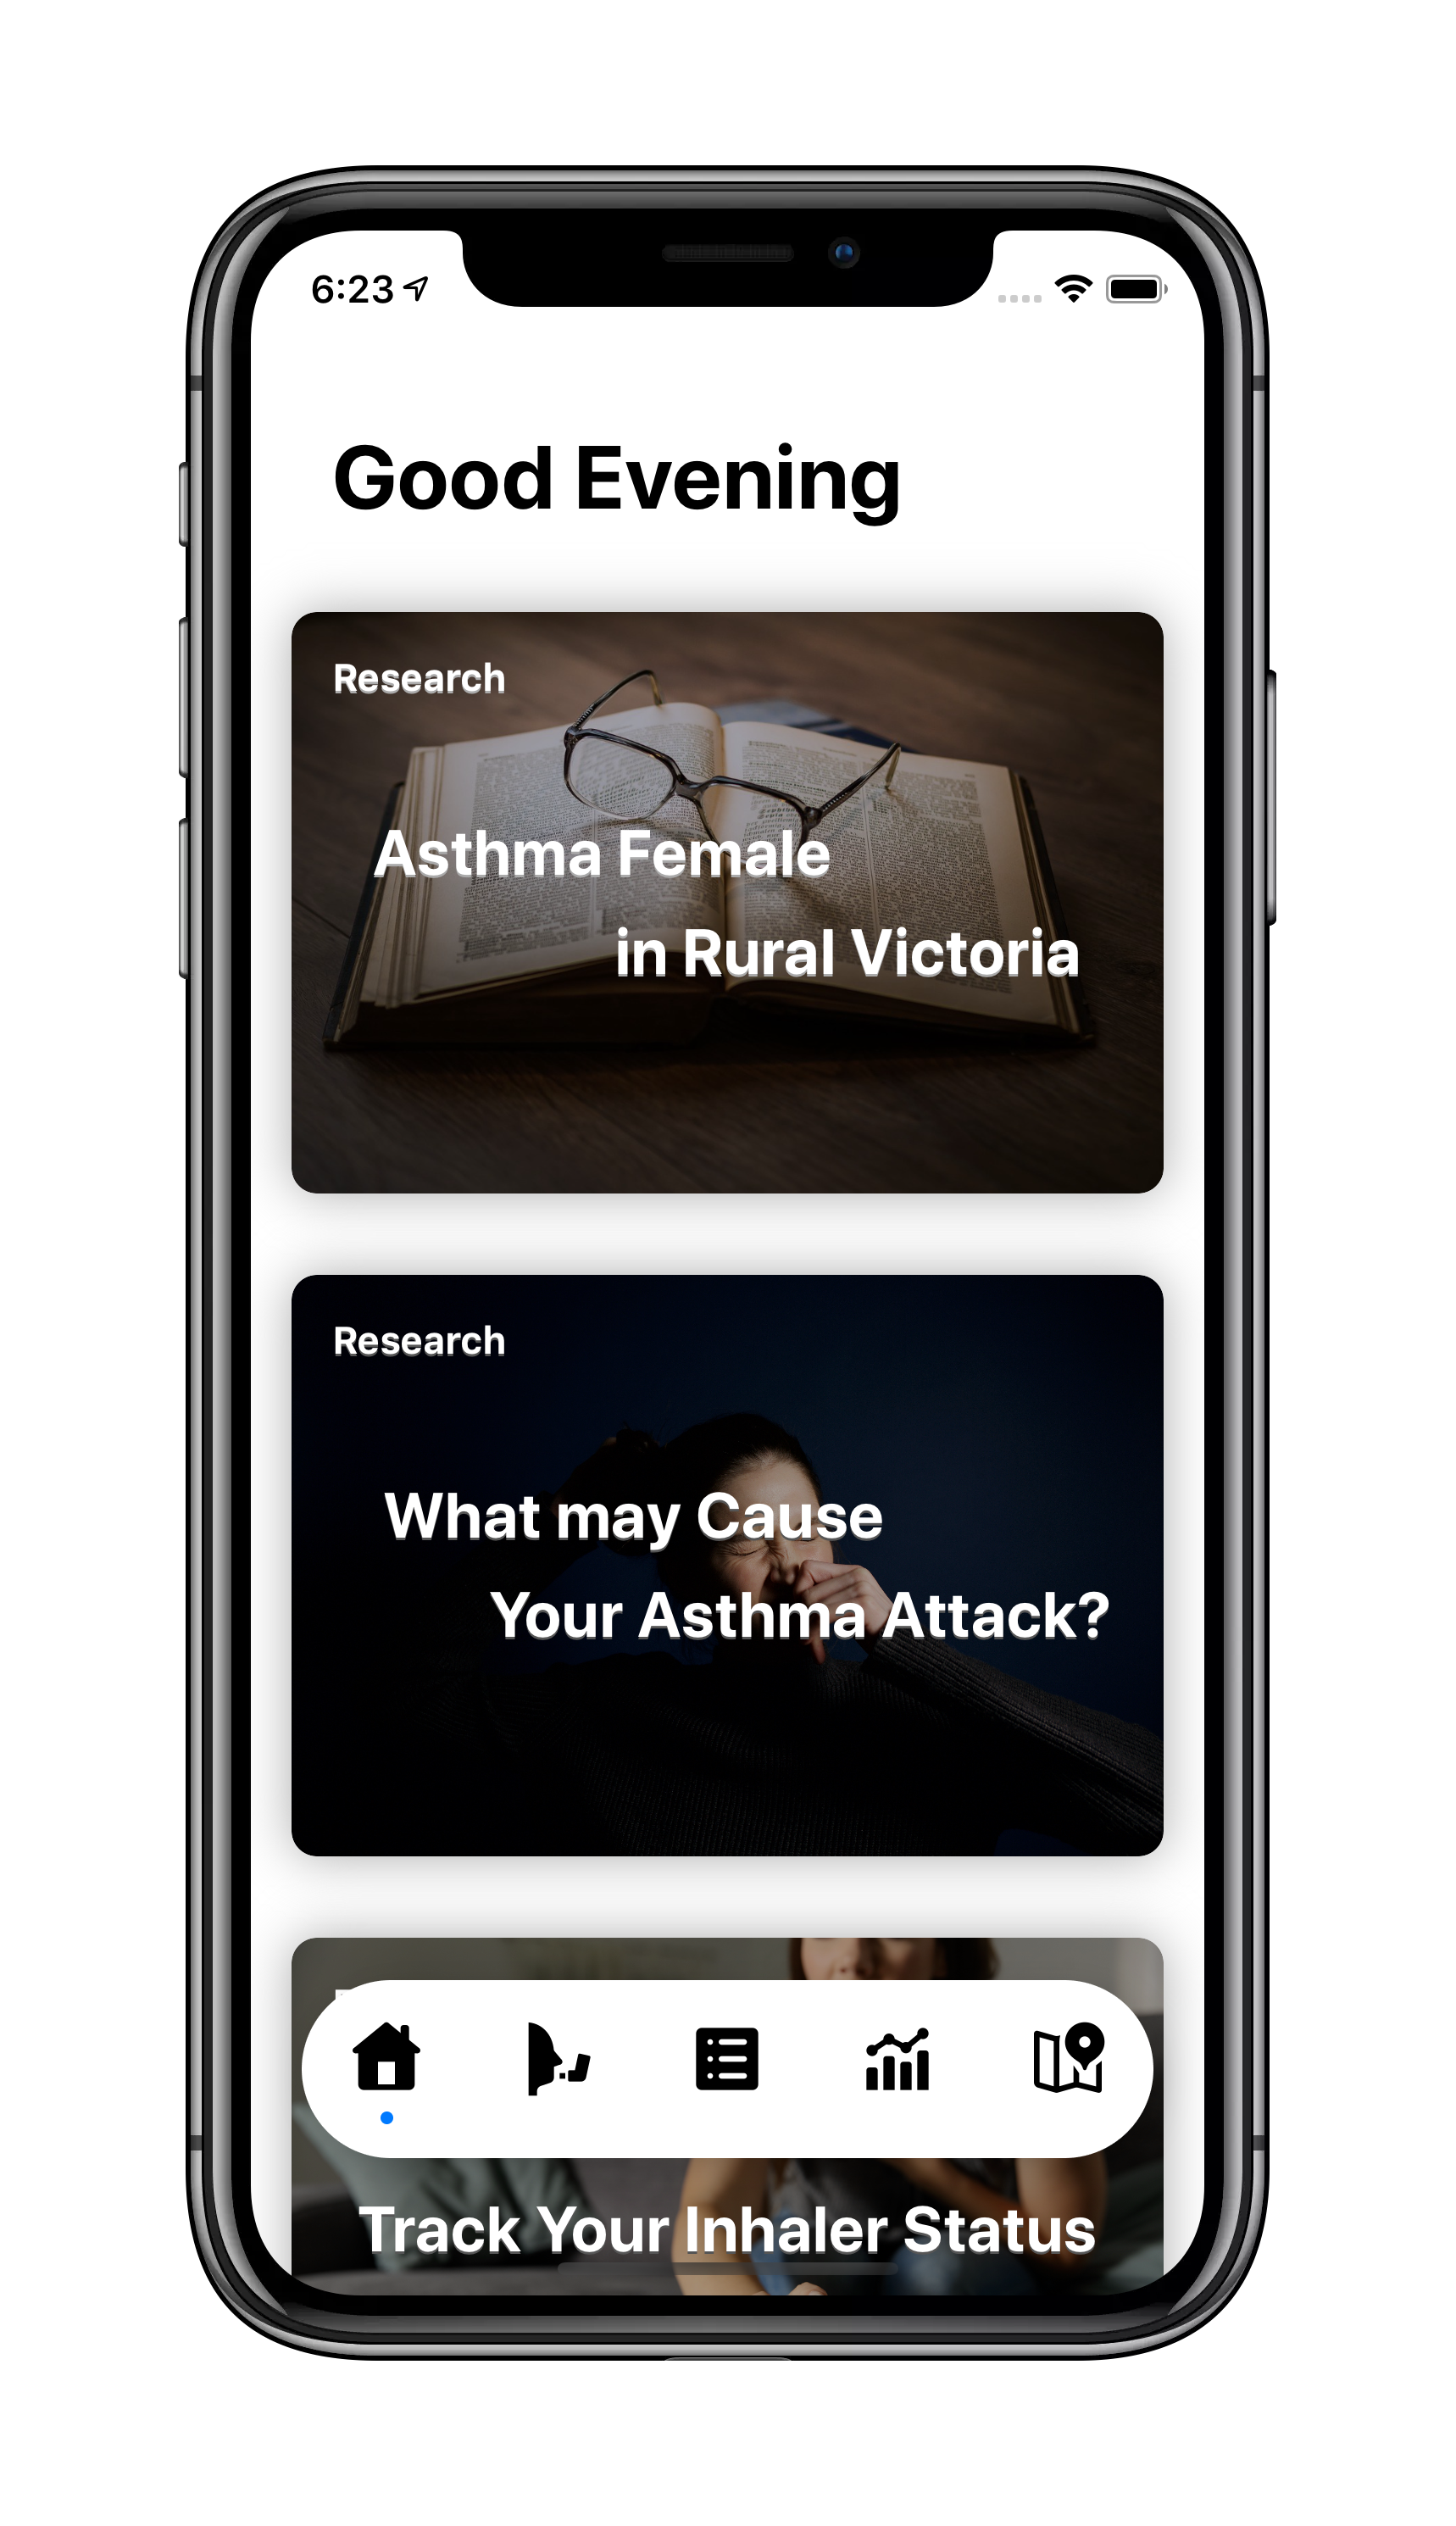 6:23
Good Evening
Research
Asthma Female
in Rural Victoria
Research
What may Cause
Your Asthma Attack?
Track Your Inhaler Status